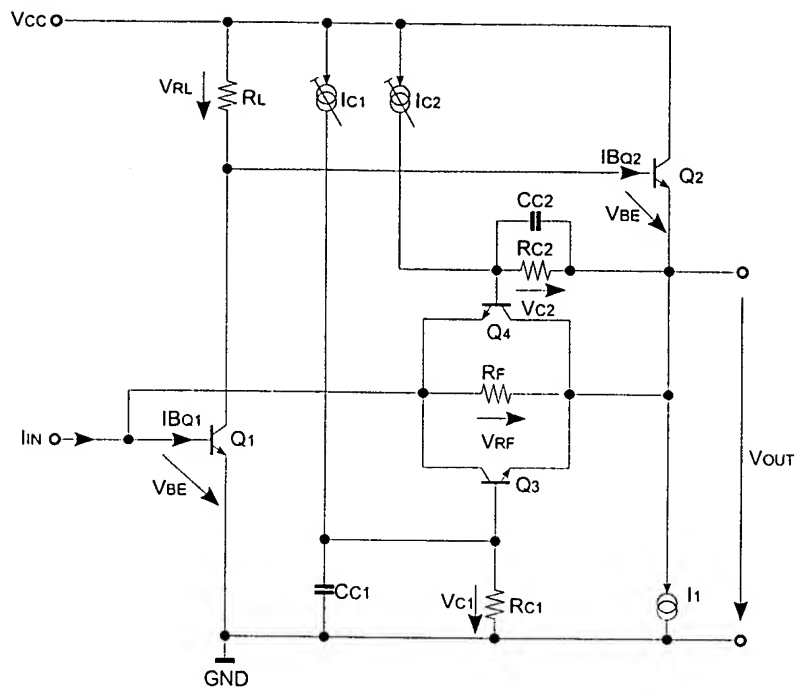 VCC
VRL
RL
IC1
IC2
IBQ2
Q2
VBE
CC2
RC2
VC2
Q4
RF
VRF
IIN
IBQ1
Q1
VBE
Q3
VOUT
CC1
VC1
RC1
I1
GND